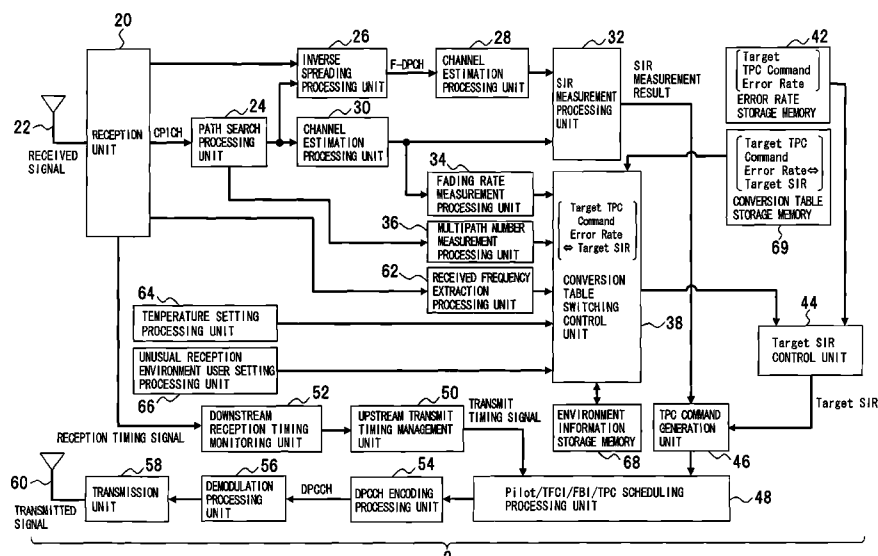 20
26
28
32
42
INVERSE
SPREADING
PROCESSING UNIT
F-DPCH
CHANNEL
ESTIMATION
PROCESSING UNIT
SIR
MEASUREMENT
PROCESSING
UNIT
SIR
MEASUREMENT
RESULT
Target
TPC Command
Error Rate
ERROR RATE
STORAGE MEMORY
22
RECEIVED
SIGNAL
RECEPTION
UNIT
CPICH
24
PATH SEARCH
PROCESSING
UNIT
30
CHANNEL
ESTIMATION
PROCESSING UNIT
34
FADING RATE
MEASUREMENT
PROCESSING UNIT
Target TPC
Command
Error Rate⇔
Target SIR
CONVERSION TABLE
STORAGE MEMORY
69
36
MULTIPATH NUMBER
MEASUREMENT
PROCESSING UNIT
Target TPC
Command
Error Rate
⇔ Target SIR
CONVERSION
TABLE
SWITCHING
CONTROL
UNIT
38
62
RECEIVED FREQUENCY
EXTRACTION
PROCESSING UNIT
64
TEMPERATURE SETTING
PROCESSING UNIT
44
Target SIR
CONTROL UNIT
UNUSUAL RECEPTION
ENVIRONMENT USER SETTING
PROCESSING UNIT
66
Target SIR
52
50
RECEPTION TIMING SIGNAL
DOWNSTREAM
RECEPTION TIMING
MONITORING UNIT
UPSTREAM TRANSMIT
TIMING MANAGEMENT
UNIT
TRANSMIT
TIMING SIGNAL
ENVIRONMENT
INFORMATION
STORAGE MEMORY
68
TPC COMMAND
GENERATION
UNIT
46
60
TRANSMITTED
SIGNAL
58
TRANSMISSION
UNIT
56
DEMODULATION
PROCESSING
UNIT
DPCCH
54
DPCCH ENCODING
PROCESSING UNIT
Pilot/TFCI/FBI/TPC SCHEDULING
PROCESSING UNIT
48